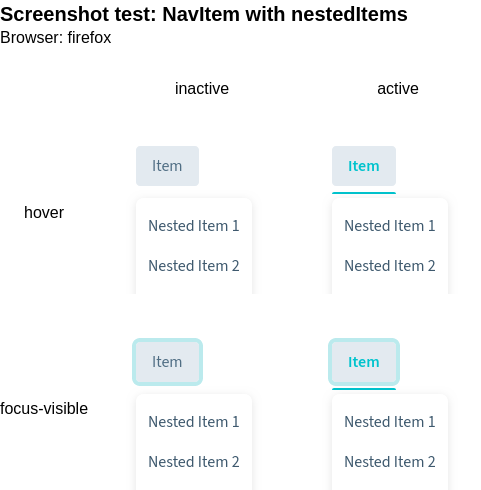 Screenshot test: NavItem with nestedItems
Browser: firefox
inactive active
Item Item
hover
Nested Item 1 Nested Item 1
Nested Item 2 Nested Item 2
Item Item
focus-visible
Nested Item 1 Nested Item 1
Nested Item 2 Nested Item 2